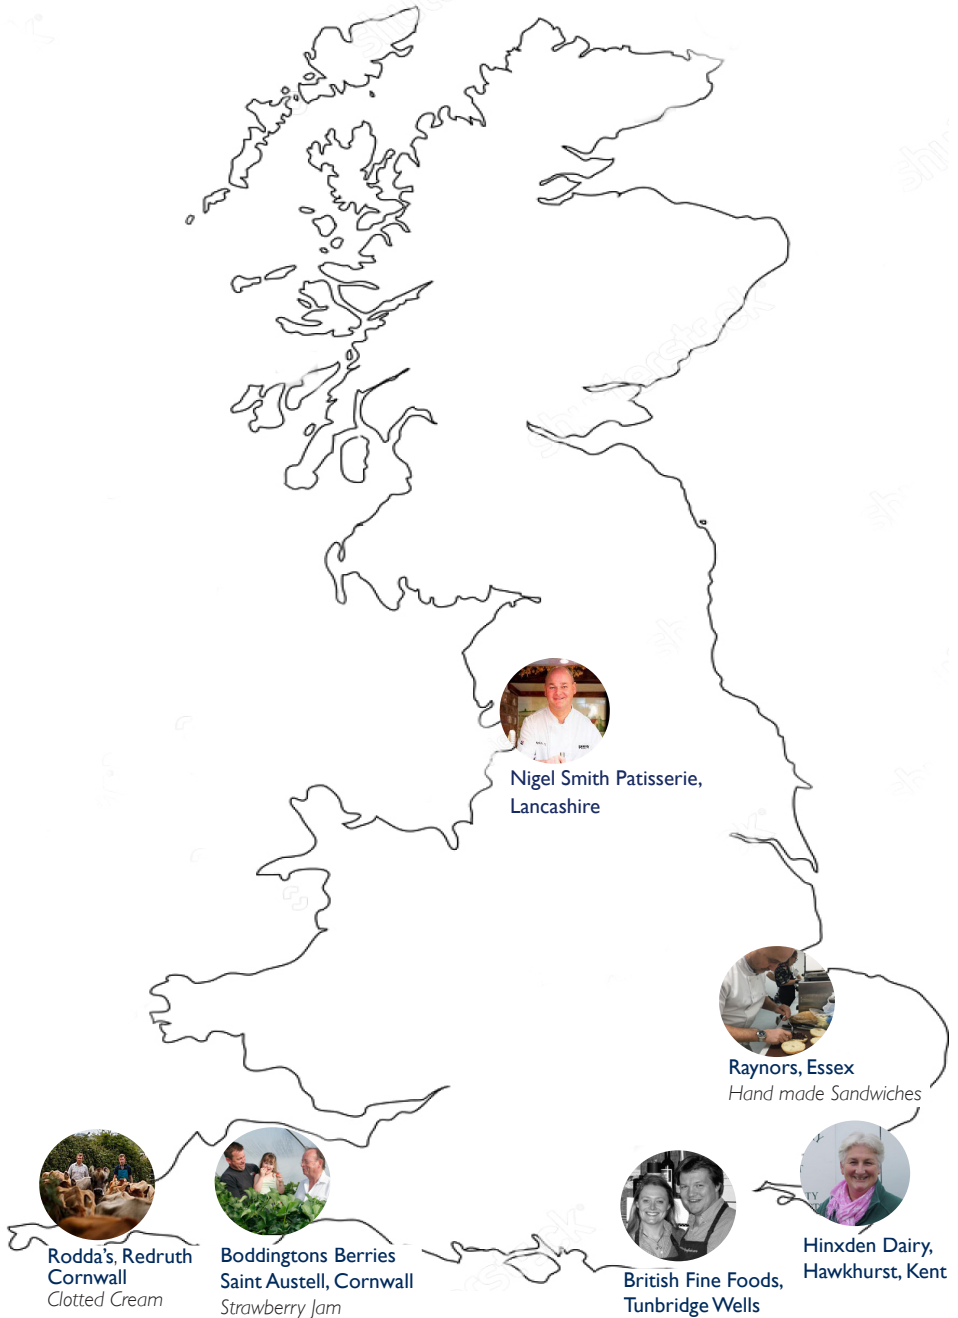 Nigel Smith Patisserie,
Lancashire
Raynors, Essex
Hand made Sandwiches
Rodda's, Redruth
Cornwall
Clotted Cream
Boddingtons Berries
Saint Austell, Cornwall
Strawberry Jam
British Fine Foods,
Tunbridge Wells
Hinxden Dairy,
Hawkhurst, Kent